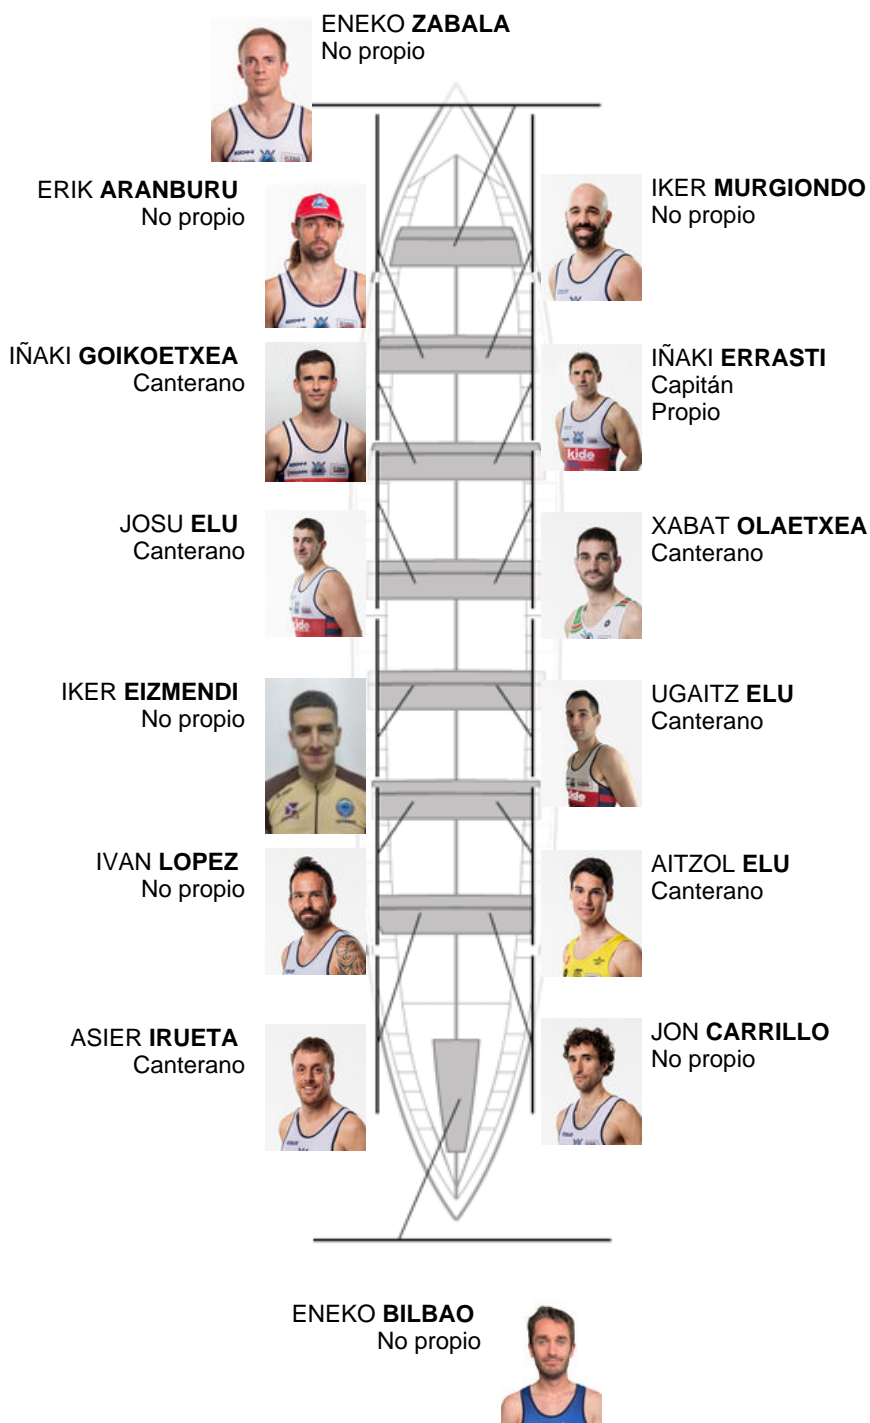 ENEKO ZABALA
No propio
ERIK ARANBURU
No propio
IKER MURGIONDO
No propio
IÑAKI GOIKOETXEA
Canterano
IÑAKI ERRASTI
Capitán
Propio
kide
JOSU ELU
Canterano
kide
XABAT OLAETXEA
Canterano
IKER EIZMENDI
No propio
UGAITZ ELU
Canterano
IVAN LOPEZ
No propio
AITZOL ELU
Canterano
ASIER IRUETA
Canterano
JON CARRILLO
No propio
ENEKO BILBAO
No propio